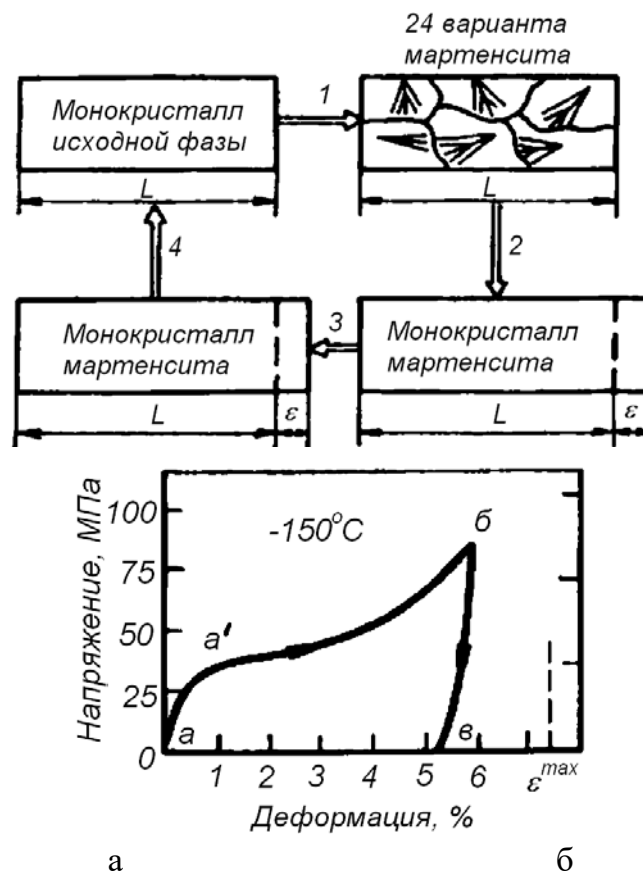 24 варианта
мартенсита
Монокристалл
исходной фазы
1
L
L
4
2
Монокристалл
мартенсита
3
Монокристалл
мартенсита
L
ε
L
ε
Напряжение, МПа
100
75
50
25
0
-150°C
а
а'
б
в
1
2
3
4
5
6
ε max
Деформация, %
а
б